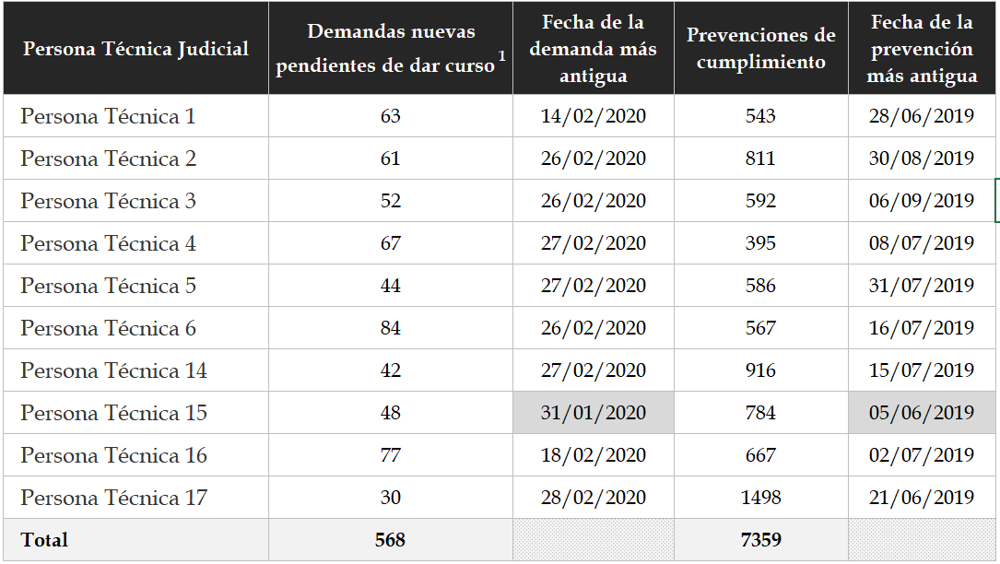 Persona Técnica Judicial | Demandas nuevas pendientes de dar curso 1 | Fecha de la demanda más antigua | Prevenciones de cumplimiento | Fecha de la prevención más antigua
Persona Técnica 1 | 63 | 14/02/2020 | 543 | 28/06/2019
Persona Técnica 2 | 61 | 26/02/2020 | 811 | 30/08/2019
Persona Técnica 3 | 52 | 26/02/2020 | 592 | 06/09/2019
Persona Técnica 4 | 67 | 27/02/2020 | 395 | 08/07/2019
Persona Técnica 5 | 44 | 27/02/2020 | 586 | 31/07/2019
Persona Técnica 6 | 84 | 26/02/2020 | 567 | 16/07/2019
Persona Técnica 14 | 42 | 27/02/2020 | 916 | 15/07/2019
Persona Técnica 15 | 48 | 31/01/2020 | 784 | 05/06/2019
Persona Técnica 16 | 77 | 18/02/2020 | 667 | 02/07/2019
Persona Técnica 17 | 30 | 28/02/2020 | 1498 | 21/06/2019
Total | 568 | | 7359 |